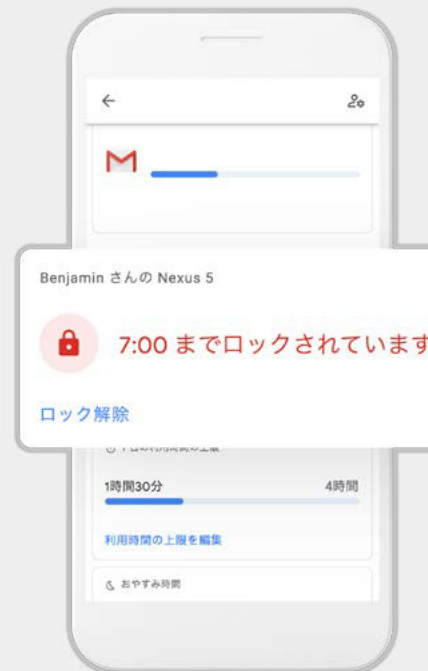 Benjamin さんの Nexus 5
7:00 までロックされています
ロック解除
1時間30分 4時間
利用時間の上限を編集
おやすみ時間